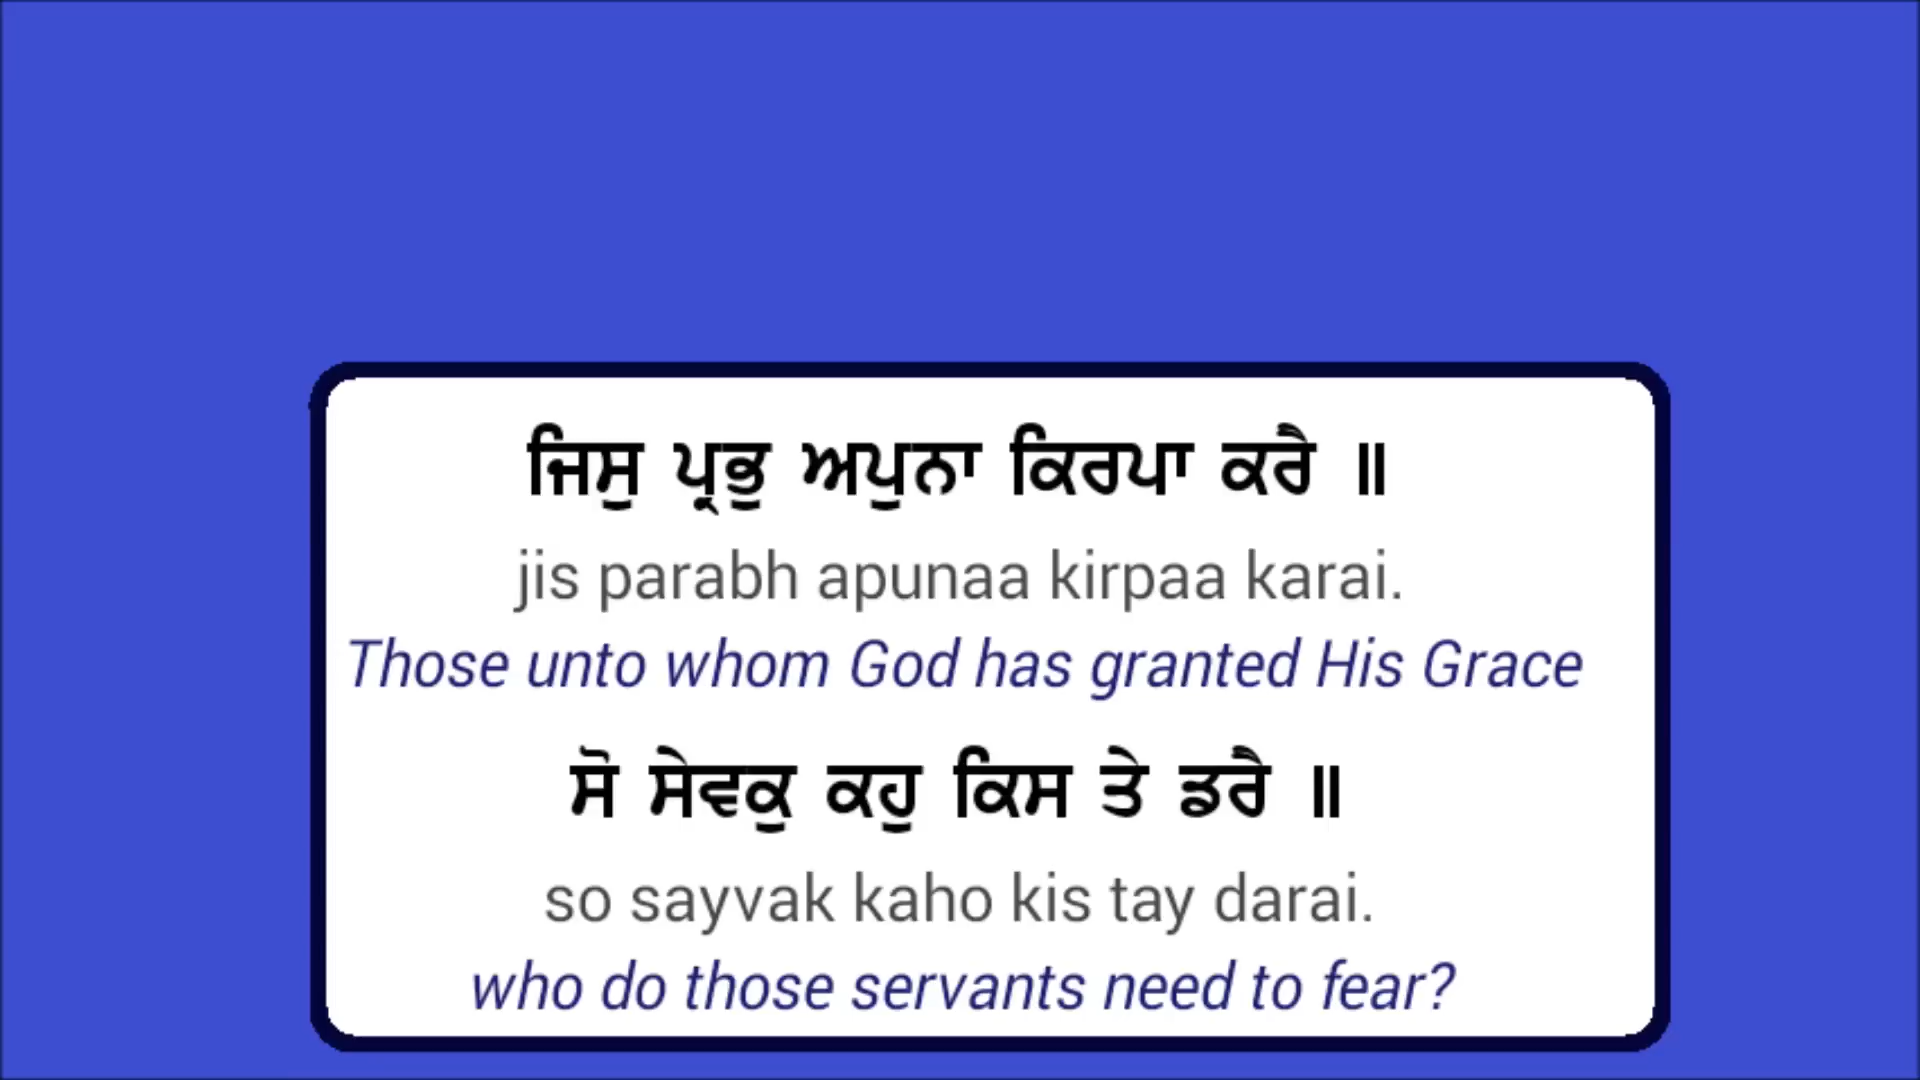 ਜਿਸੁ ਪ੍ਰਭੁ ਅਪੁਨਾ ਕਿਰਪਾ ਕਰੈ ॥
jis parabh apunaa kirpaa karai.
Those unto whom God has granted His Grace
ਸੋ ਸੇਵਕੁ ਕਹੁ ਕਿਸ ਤੇ ਡਰੈ ॥
so sayvak kaho kis tay darai.
who do those servants need to fear?